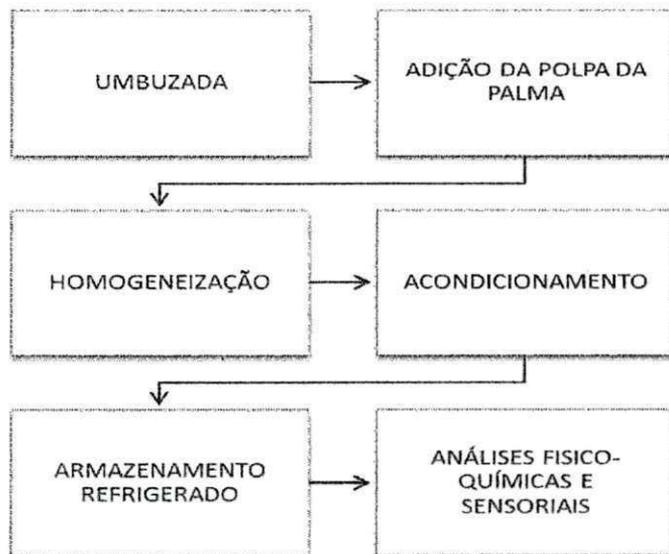 UMBUZADA
ADIÇÃO DA POLPA DA
PALMA
HOMOGENEIZAÇÃO
ACONDICIONAMENTO
ARMAZENAMENTO
REFRIGERADO
ANÁLISES FISICO-
QUÍMICAS E
SENSORIAIS